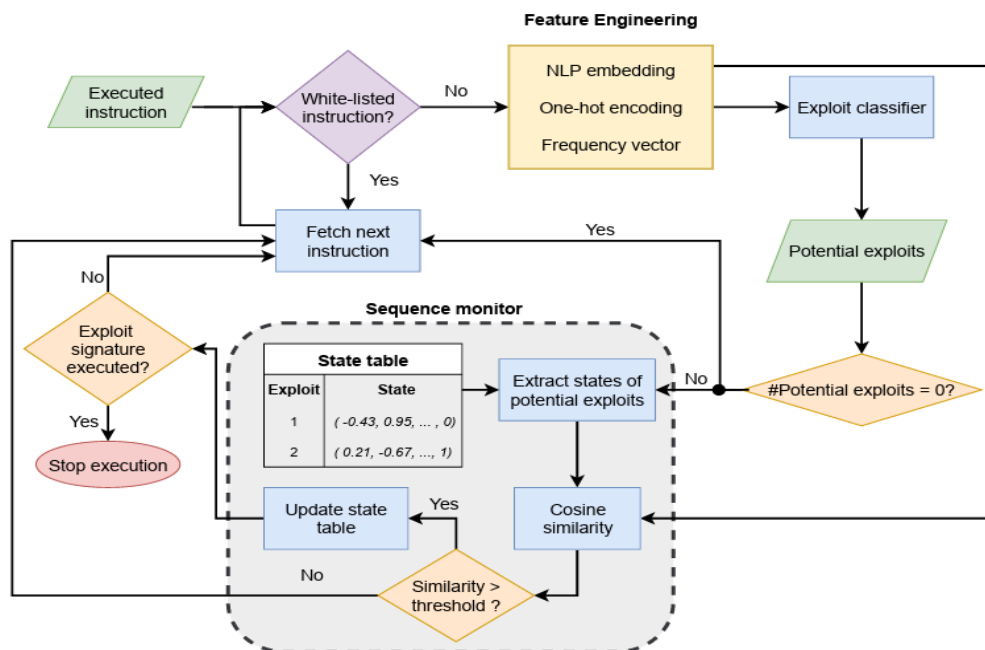 Feature Engineering
Executed
instruction
White-listed
instruction?
No
NLP embedding
One-hot encoding
Frequency vector
Exploit classifier
Yes
Fetch next
instruction
Yes
Potential exploits
No
Exploit
signature
executed?
Yes
Stop execution
Sequence monitor
State table
Exploit State
1 ( -0.43, 0.95, ... , 0)
2 ( 0.21, -0.67, ..., 1)
Extract states of
potential exploits
No
#Potential exploits = 0?
Update state
table
Yes
Cosine
similarity
No
Similarity >
threshold ?